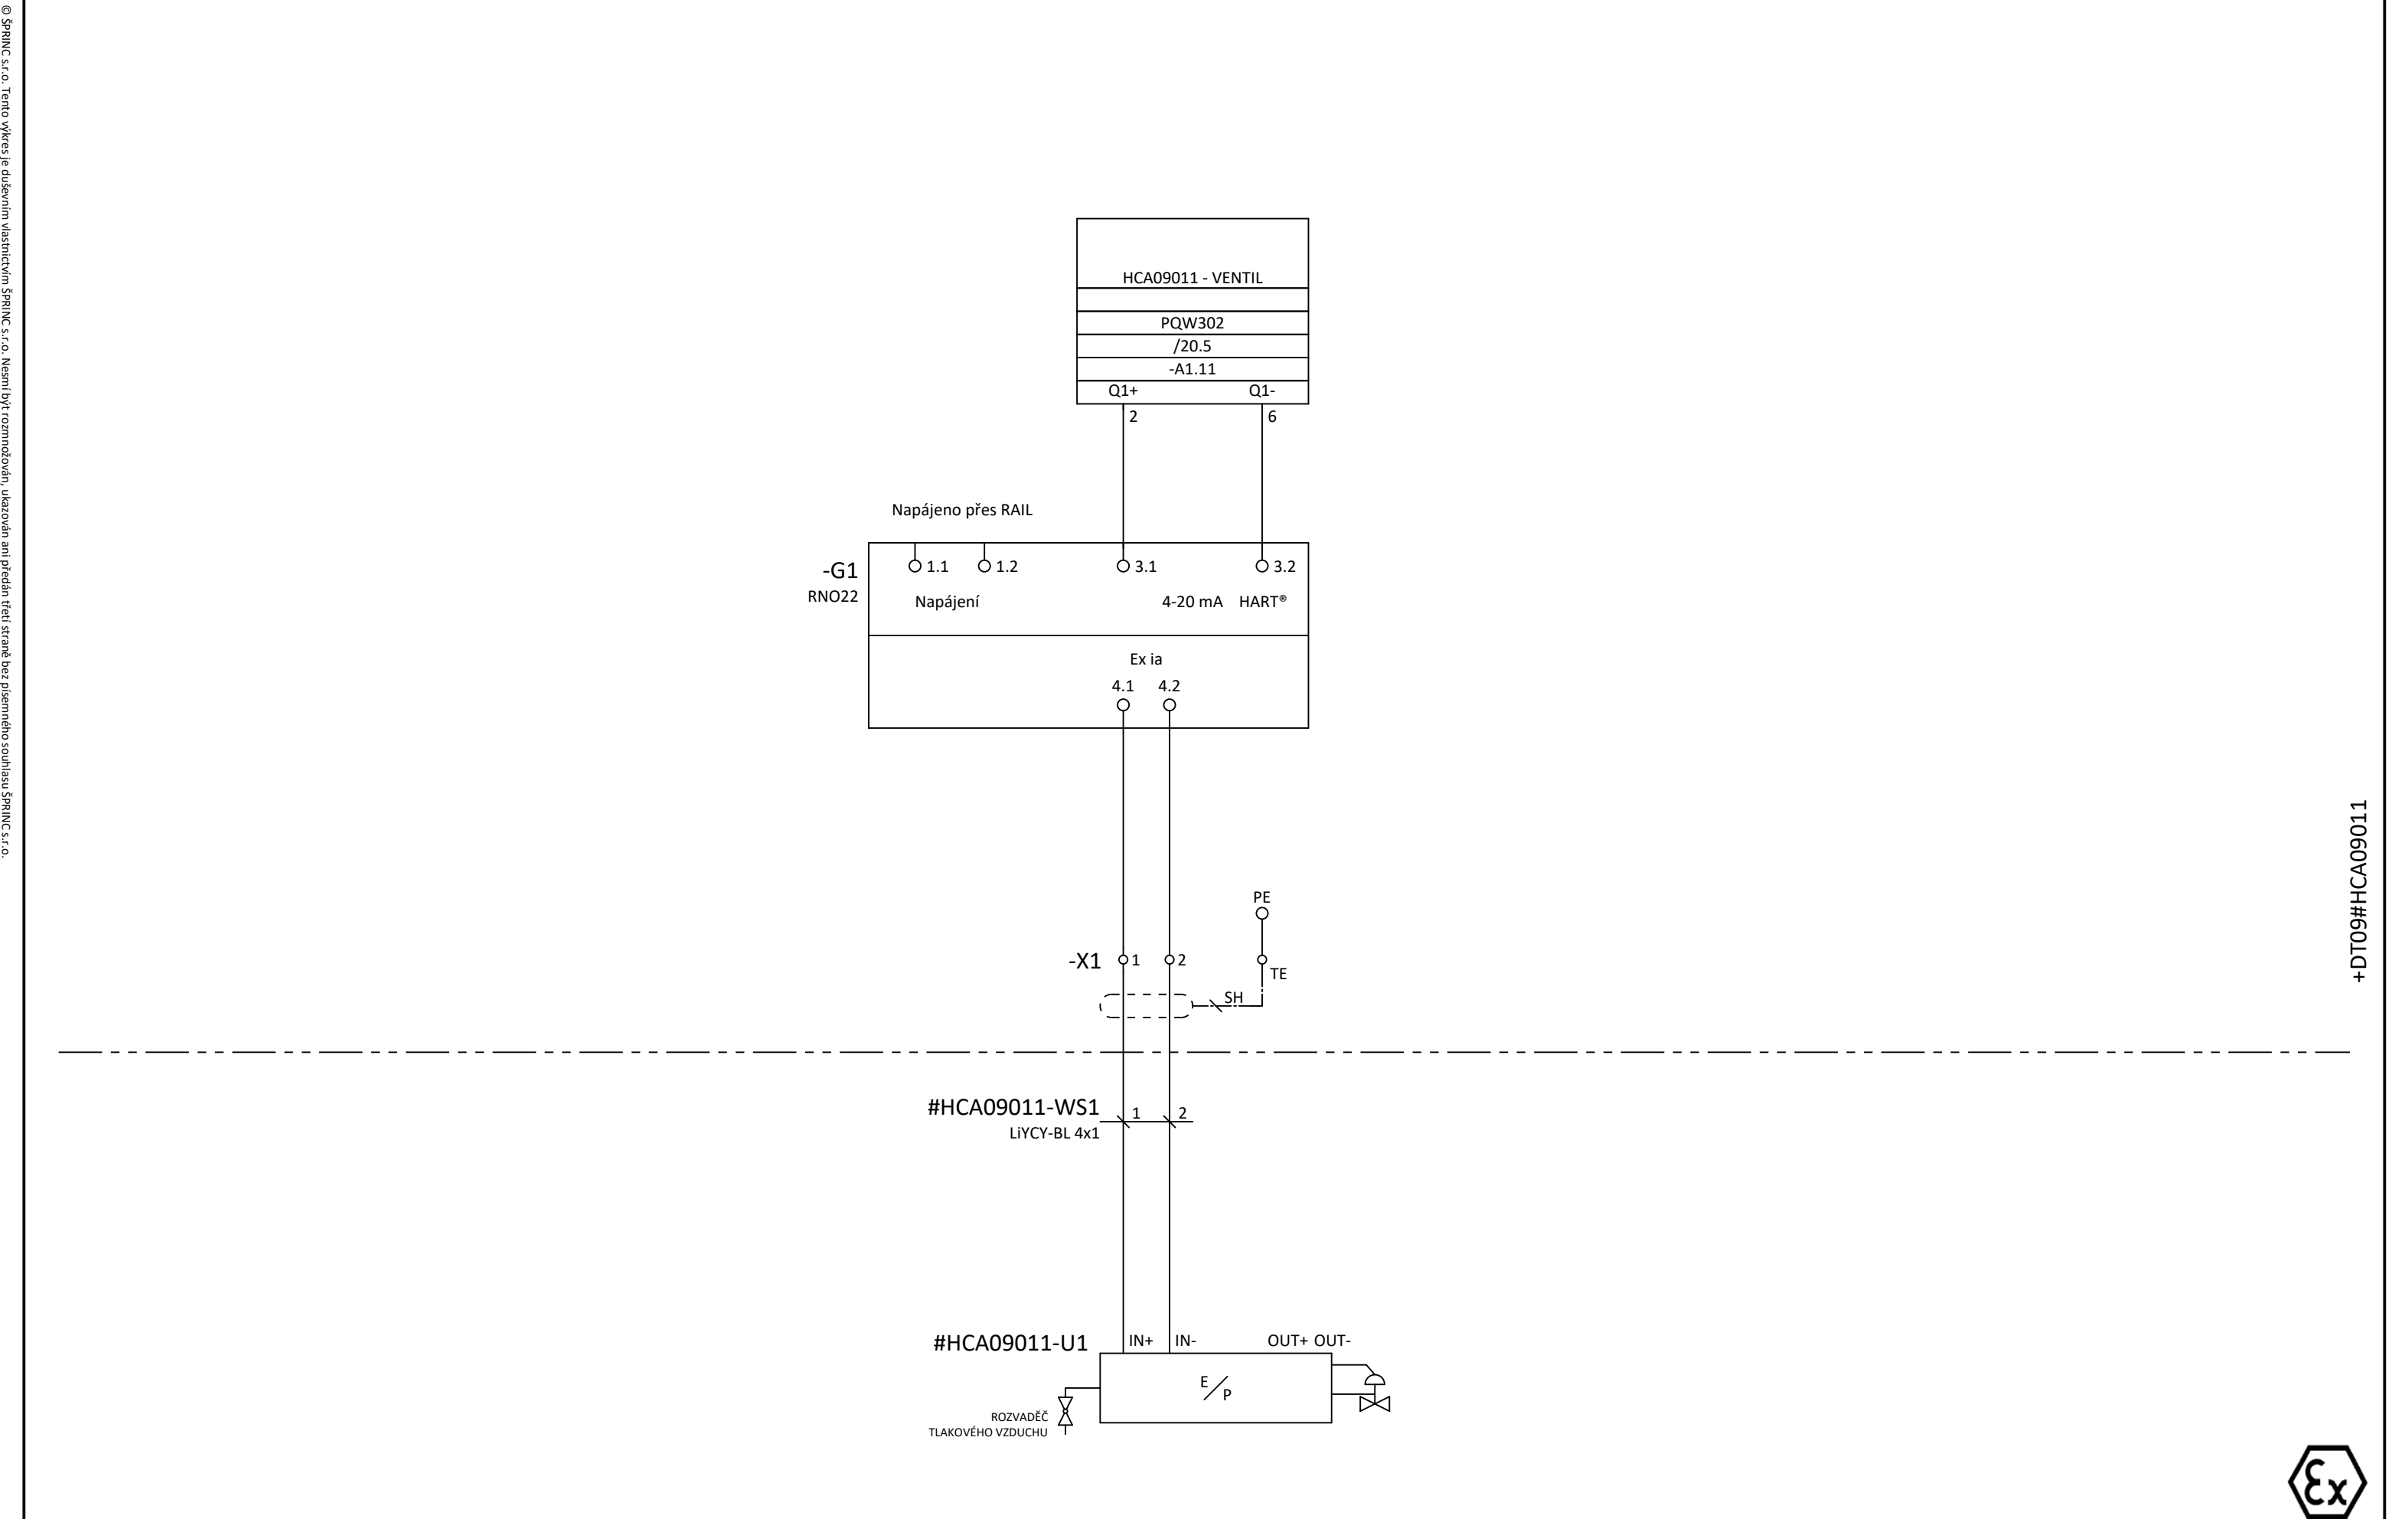 © ŠPRINC s.r.o. Tento výkres je duševním vlastnictvím ŠPRINC s.r.o. Nesmí být rozmnožován, ukazován ani předán třetí straně bez písemného souhlasu ŠPRINC s.r.o.
HCA09011 - VENTIL
PQW302
/20.5
-A1.11
Q1+ Q1-
2 6
Napájeno přes RAIL
-G1
RNO22
1.1 1.2 3.1 3.2
Napájení 4-20 mA HART®
Ex ia
4.1 4.2
PE
-X1 1 2
TE
SH
+DT09#HCA09011
#HCA09011-WS1 1 2
LiYCY-BL 4x1
#HCA09011-U1 IN+ IN- OUT+ OUT-
E/P
ROZVADĚČ
TLAKOVÉHO VZDUCHU
Ex